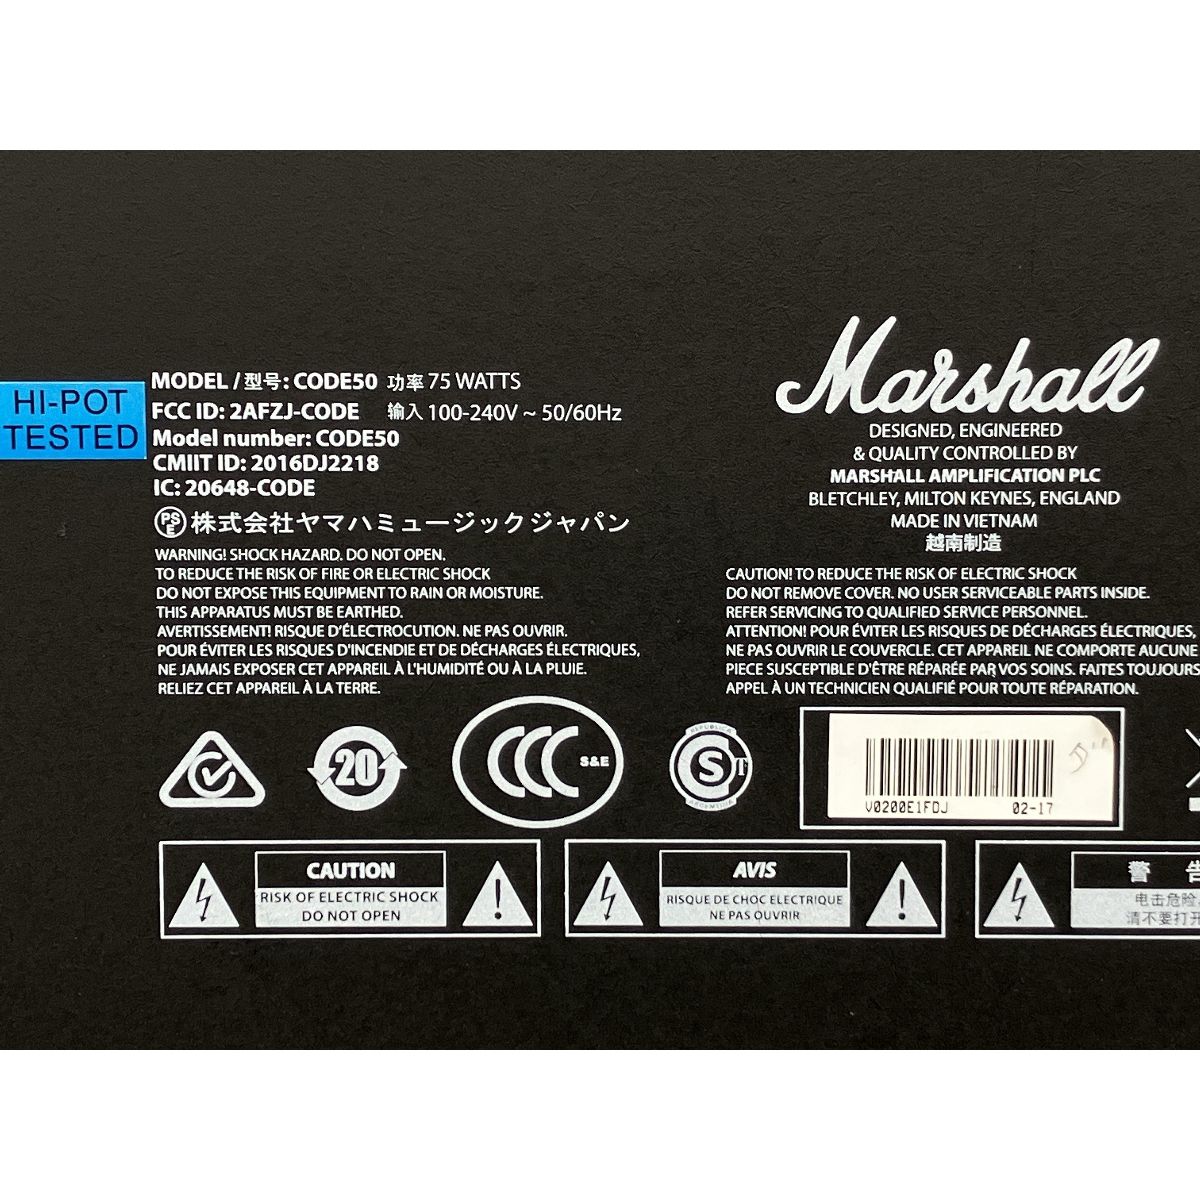 HI-POT
TESTED
MODEL / 型号: CODE50 功率 75 WATTS
FCC ID: 2AFZJ-CODE 输入 100-240V ~ 50/60Hz
Model number: CODE50
CMIIT ID: 2016DJ2218
IC: 20648-CODE
PSE 株式会社ヤマハミュージックジャパン
WARNING! SHOCK HAZARD. DO NOT OPEN.
TO REDUCE THE RISK OF FIRE OR ELECTRIC SHOCK
DO NOT EXPOSE THIS EQUIPMENT TO RAIN OR MOISTURE.
THIS APPARATUS MUST BE EARTHED.
AVERTISSEMENT! RISQUE D'ÉLECTROCUTION. NE PAS OUVRIR.
POUR ÉVITER LES RISQUES D'INCENDIE ET DE DÉCHARGES ÉLECTRIQUES,
NE JAMAIS EXPOSER CET APPAREIL À L'HUMIDITÉ OU À LA PLUIE.
RELIEZ CET APPAREIL À LA TERRE.
Marshall
DESIGNED, ENGINEERED
& QUALITY CONTROLLED BY
MARSHALL AMPLIFICATION PLC
BLETCHLEY, MILTON KEYNES, ENGLAND
MADE IN VIETNAM
越南制造
CAUTION! TO REDUCE THE RISK OF ELECTRIC SHOCK
DO NOT REMOVE COVER. NO USER SERVICEABLE PARTS INSIDE.
REFER SERVICING TO QUALIFIED SERVICE PERSONNEL.
ATTENTION! POUR ÉVITER LES RISQUES DE DÉCHARGES ÉLECTRIQUES,
NE PAS OUVRIR LE COUVERCLE. CET APPAREIL NE COMPORTE AUCUNE
PIECE SUSCEPTIBLE D'ÊTRE RÉPARÉE PAR VOS SOINS. FAITES TOUJOURS
APPEL À UN TECHNICIEN QUALIFIÉ POUR TOUTE RÉPARATION.
20
CCC S&E
REPUBLICA
S T
ARGENTINA
V0200E1FDJ 02-17
CAUTION
RISK OF ELECTRIC SHOCK
DO NOT OPEN
AVIS
RISQUE DE CHOC ELECTRIQUE
NE PAS OUVRIR
警告
电击危险
请不要打开